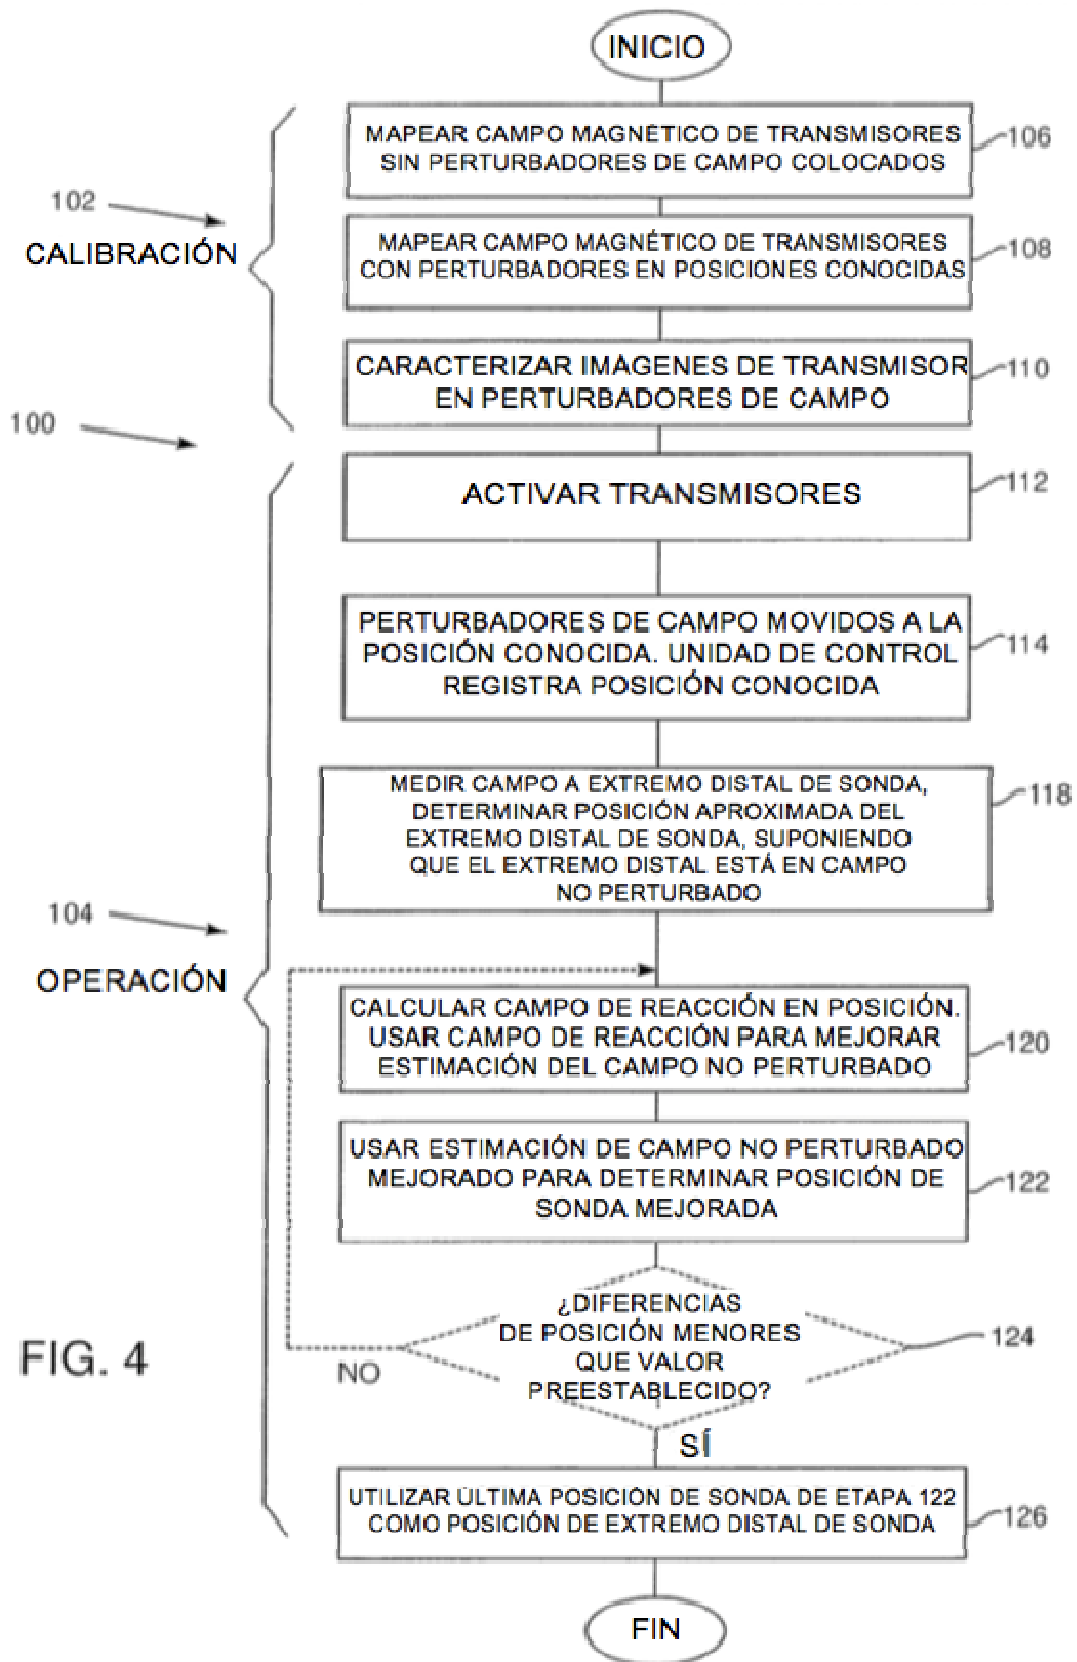 INICIO
MAPEAR CAMPO MAGNÉTICO DE TRANSMISORES
SIN PERTURBADORES DE CAMPO COLOCADOS
106
102
CALIBRACIÓN
MAPEAR CAMPO MAGNÉTICO DE TRANSMISORES
CON PERTURBADORES EN POSICIONES CONOCIDAS
108
CARACTERIZAR IMÁGENES DE TRANSMISOR
EN PERTURBADORES DE CAMPO
110
100
ACTIVAR TRANSMISORES
112
PERTURBADORES DE CAMPO MOVIDOS A LA
POSICIÓN CONOCIDA. UNIDAD DE CONTROL
REGISTRA POSICIÓN CONOCIDA
114
MEDIR CAMPO A EXTREMO DISTAL DE SONDA,
DETERMINAR POSICIÓN APROXIMADA DEL
EXTREMO DISTAL DE SONDA, SUPONIENDO
QUE EL EXTREMO DISTAL ESTÁ EN CAMPO
NO PERTURBADO
118
104
OPERACIÓN
CALCULAR CAMPO DE REACCIÓN EN POSICIÓN.
USAR CAMPO DE REACCIÓN PARA MEJORAR
ESTIMACIÓN DEL CAMPO NO PERTURBADO
120
USAR ESTIMACIÓN DE CAMPO NO PERTURBADO
MEJORADO PARA DETERMINAR POSICIÓN DE
SONDA MEJORADA
122
¿DIFERENCIAS
DE POSICIÓN MENORES
QUE VALOR
PREESTABLECIDO?
124
FIG. 4
NO
SÍ
UTILIZAR ÚLTIMA POSICIÓN DE SONDA DE ETAPA 122
COMO POSICIÓN DE EXTREMO DISTAL DE SONDA
126
FIN